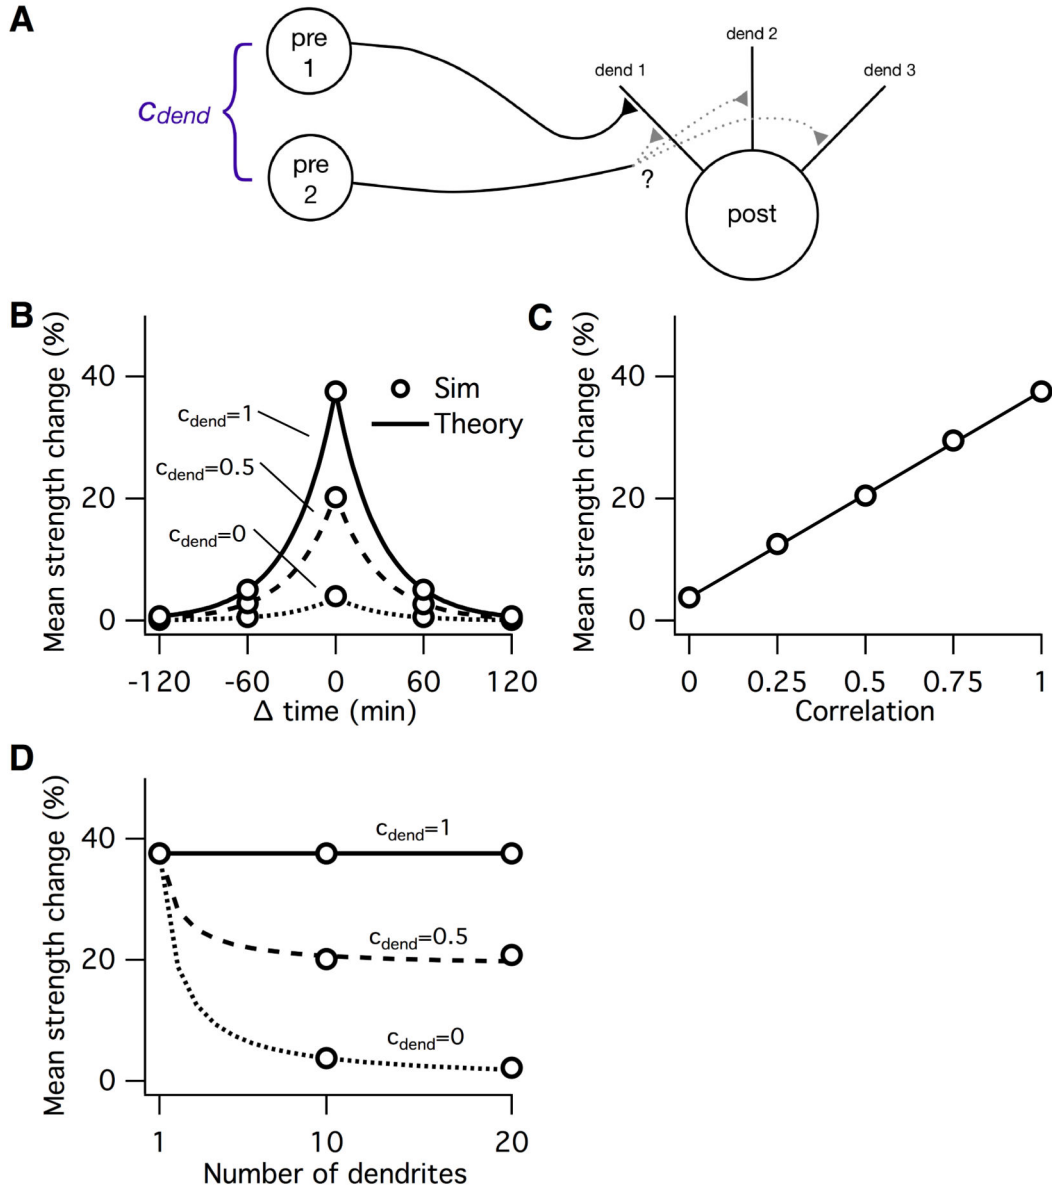 A
pre
1
c_dend
pre
2
dend 1
dend 2
dend 3
?
post
B
Mean strength change (%)
40
20
0
c_dend=1
c_dend=0.5
c_dend=0
Sim
Theory
-120 -60 0 60 120
Δ time (min)
C
Mean strength change (%)
40
20
0
0 0.25 0.5 0.75 1
Correlation
D
Mean strength change (%)
40
20
0
c_dend=1
c_dend=0.5
c_dend=0
1 10 20
Number of dendrites